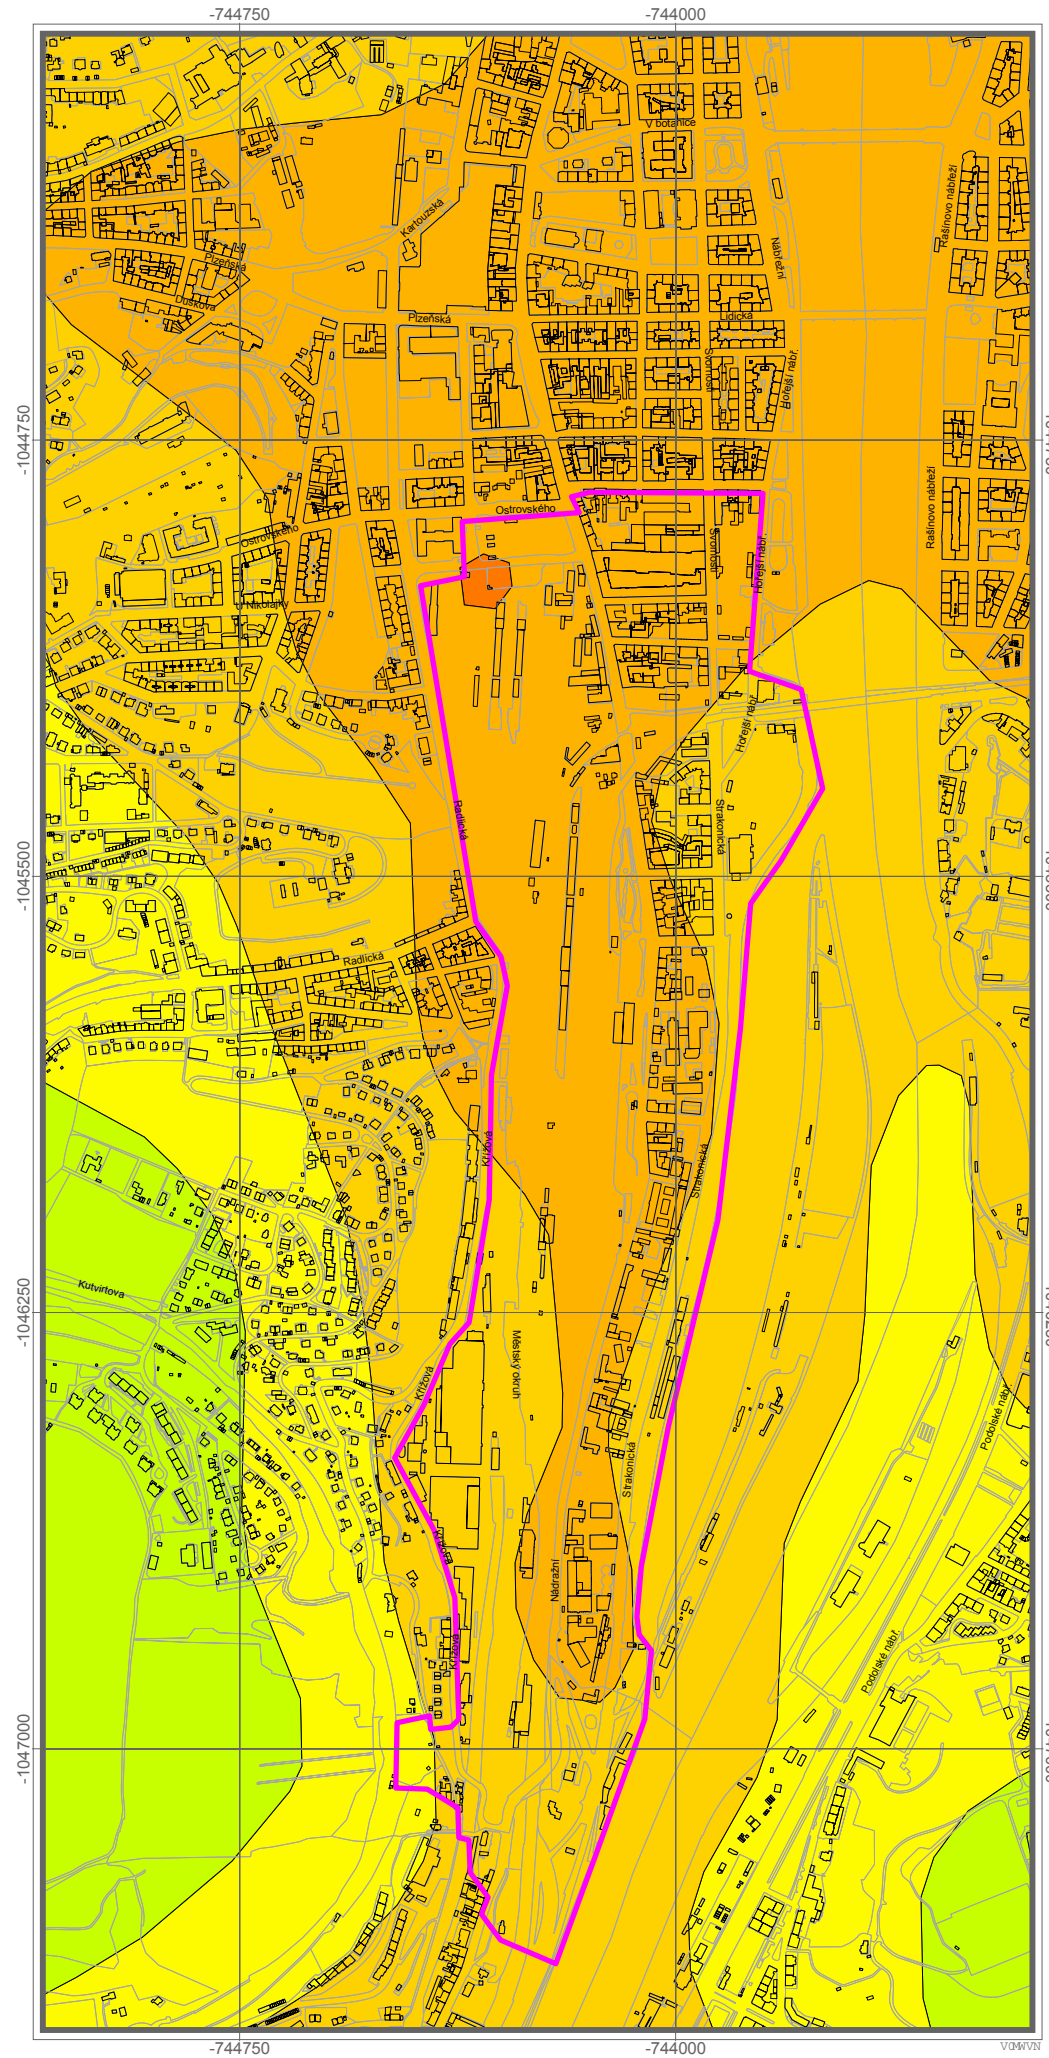 -744750
-744000
V botanice
Rašínovo nábřeží
Kartouzská
Plzeňská
Nábřežní
Duškova
Plzeňská
Lidická
Svornosti
Hořejší nábř.
-1044750
Rašínovo nábřeží
Ostrovského
Ostrovského
Svornosti
Hořejší nábř.
U Nikolajky
Hořejší nábř.
Radlická
Strakonická
-1045500
Radlická
Křížová
Strakonická
Kutvirtova
-1046250
Městský okruh
Křížová
Podolské nábř.
Strakonická
Křížová
Nádražní
Křížová
Podolské nábř.
-1047000
-744750
-744000
VOMWVN